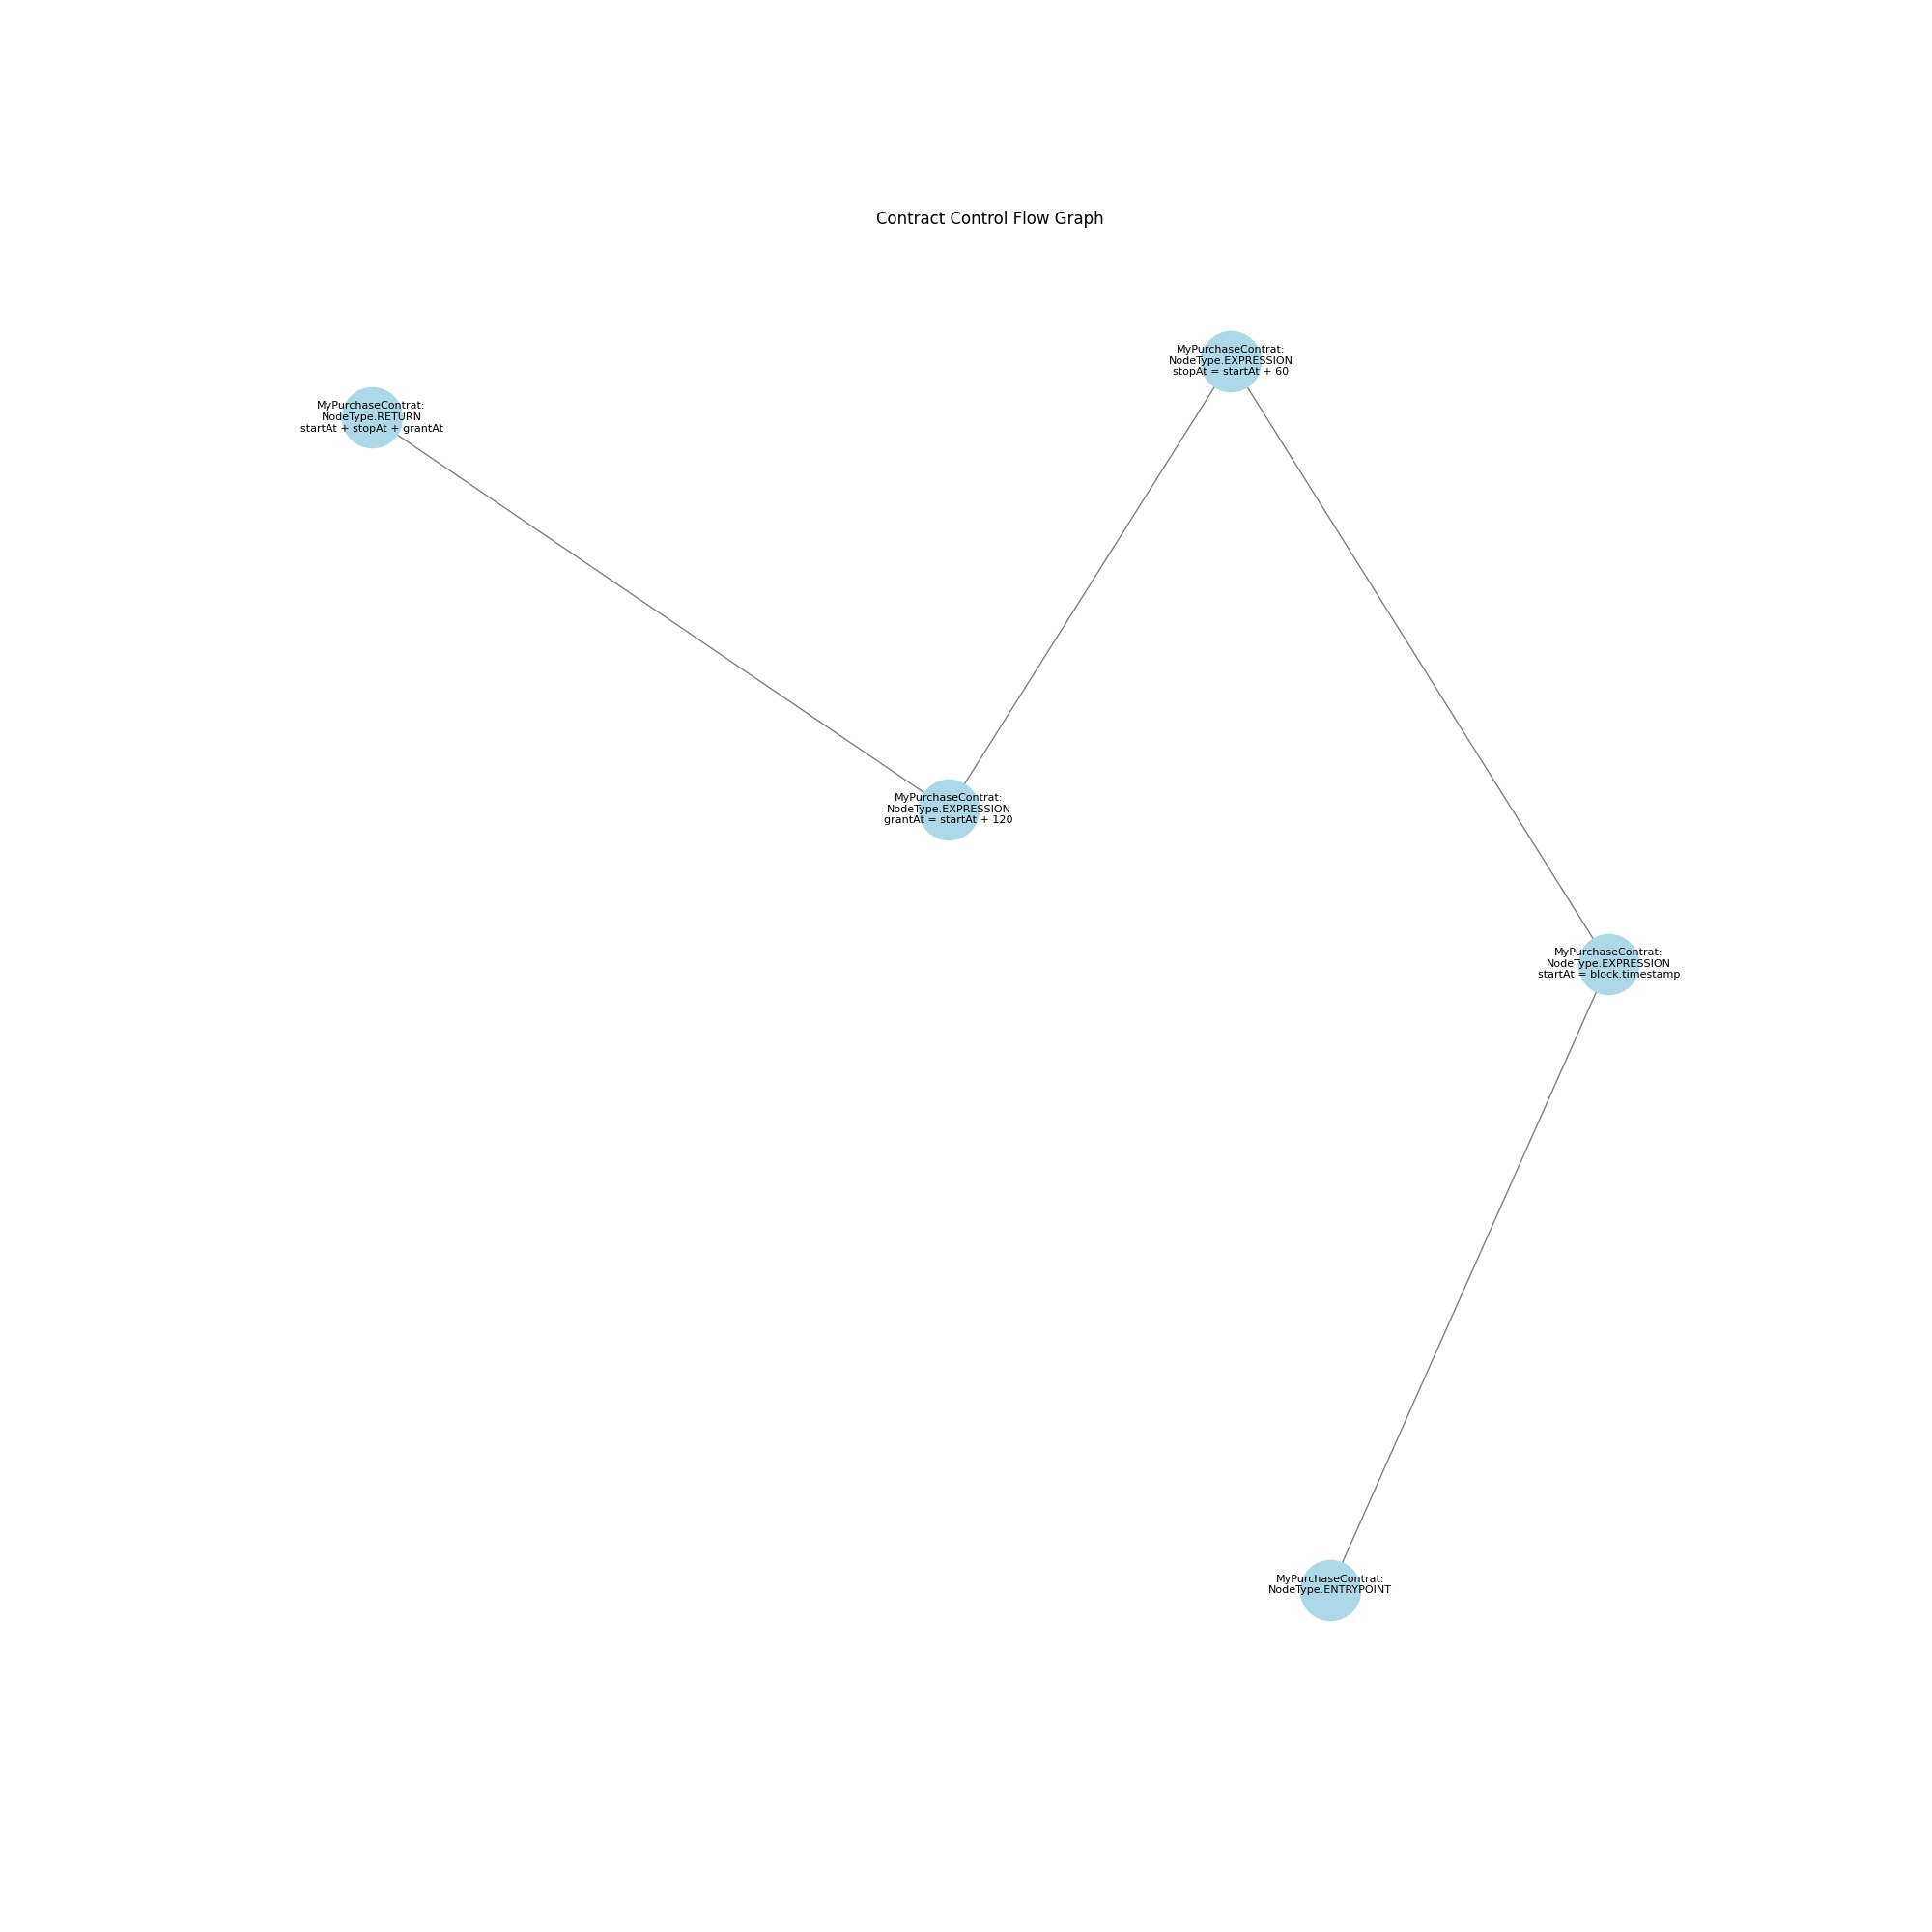 Contract Control Flow Graph
MyPurchaseContrat:
NodeType.EXPRESSION
stopAt = startAt + 60
MyPurchaseContrat:
NodeType.RETURN
startAt + stopAt + grantAt
MyPurchaseContrat:
NodeType.EXPRESSION
grantAt = startAt + 120
MyPurchaseContrat:
NodeType.EXPRESSION
startAt = block.timestamp
MyPurchaseContrat:
NodeType.ENTRYPOINT